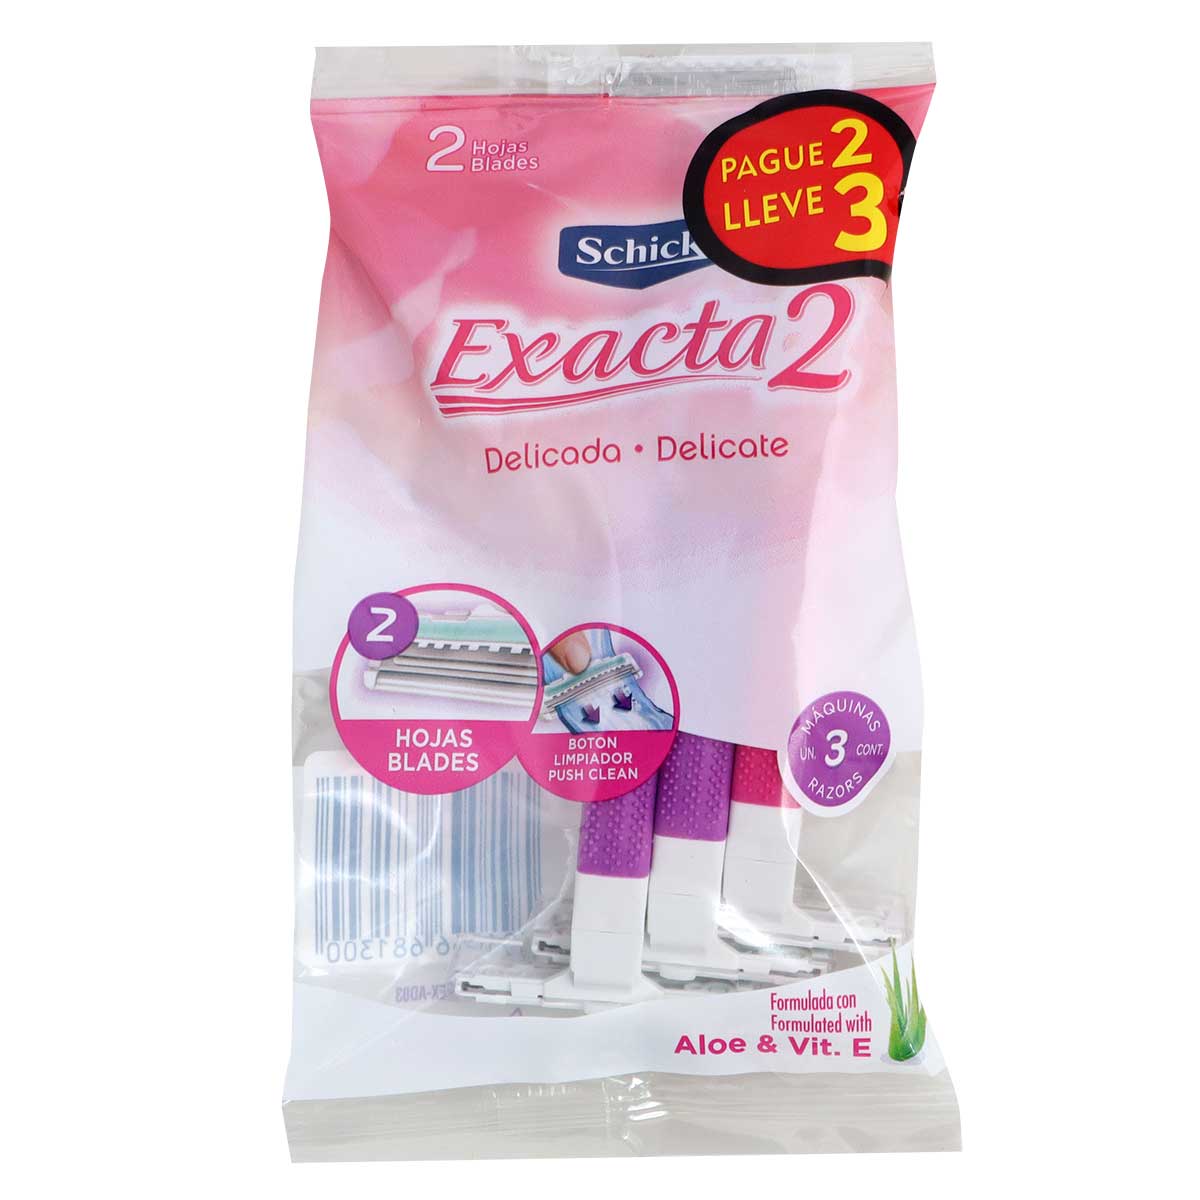 2 Hojas
Blades
PAGUE 2
LLEVE 3
Schick
Exacta 2
Delicada • Delicate
2
HOJAS
BLADES
BOTON
LIMPIADOR
PUSH CLEAN
MÁQUINAS
UN. 3 CONT.
RAZORS
Formulada con
Formulated with
Aloe & Vit. E